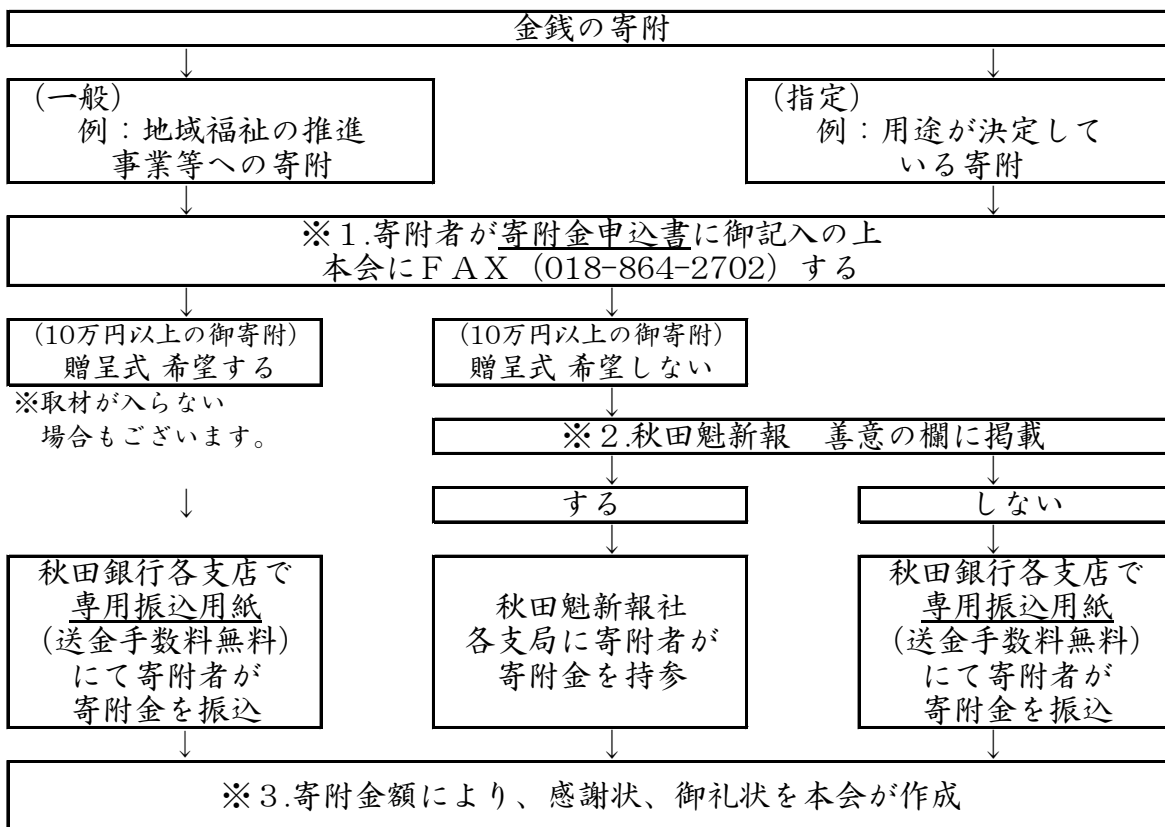 金銭の寄附
↓
↓
(一般)
例：地域福祉の推進
事業等への寄附
(指定)
例：用途が決定して
いる寄附
↓
↓
※１.寄附者が寄附金申込書に御記入の上
本会にＦＡＸ（018-864-2702）する
↓
↓
(10万円以上の御寄附)
贈呈式 希望する
※取材が入らない
場合もございます。
(10万円以上の御寄附)
贈呈式 希望しない
↓
※２.秋田魁新報　善意の欄に掲載
↓
↓
↓
する
しない
↓
↓
秋田銀行各支店で
専用振込用紙
(送金手数料無料)
にて寄附者が
寄附金を振込
秋田魁新報社
各支局に寄附者が
寄附金を持参
秋田銀行各支店で
専用振込用紙
(送金手数料無料)
にて寄附者が
寄附金を振込
↓
↓
↓
※３.寄附金額により、感謝状、御礼状を本会が作成